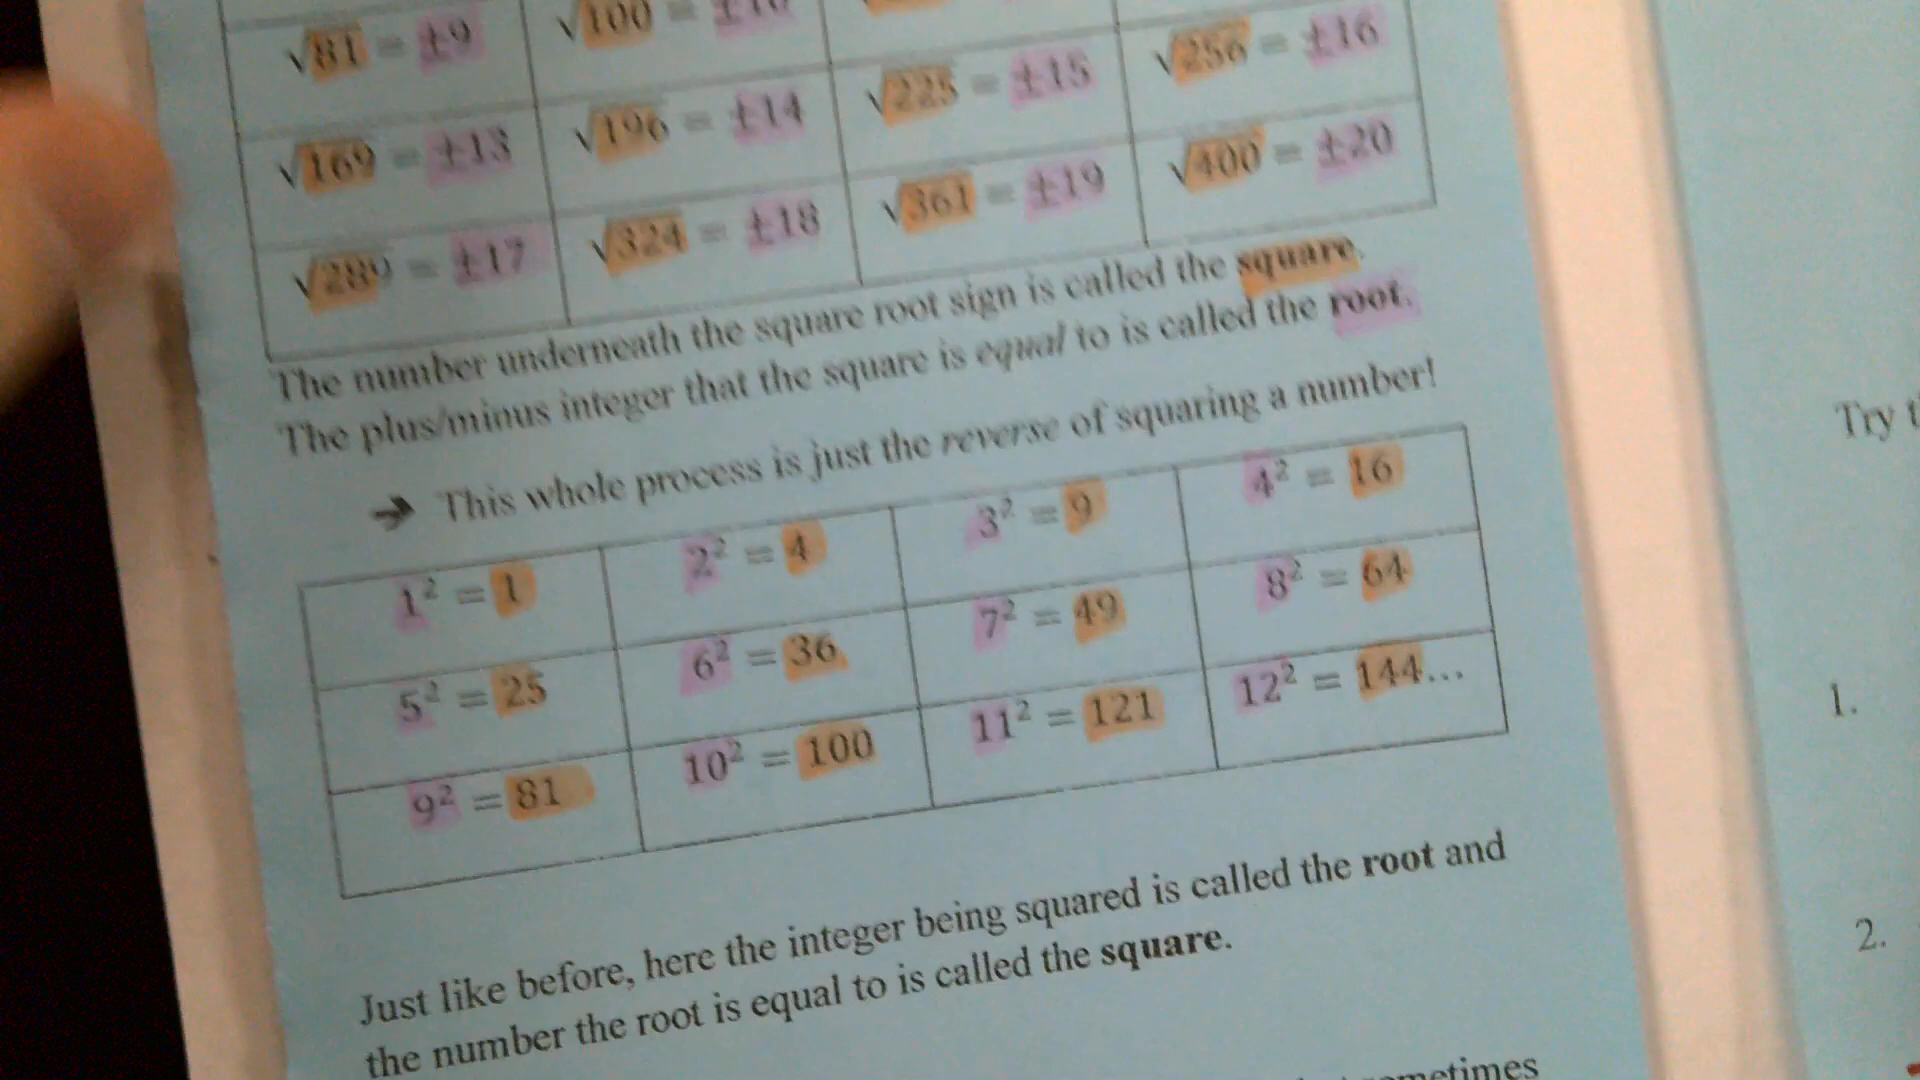 √81 = ±9 √100 = ±10
√169 = ±13 √196 = ±14 √225 = ±15 √256 = ±16
√289 = ±17 √324 = ±18 √361 = ±19 √400 = ±20
The number underneath the square root sign is called the square.
The plus/minus integer that the square is equal to is called the root.
➔ This whole process is just the reverse of squaring a number!
1² = 1 2² = 4 3² = 9 4² = 16
5² = 25 6² = 36 7² = 49 8² = 64
9² = 81 10² = 100 11² = 121 12² = 144...
Just like before, here the integer being squared is called the root and
the number the root is equal to is called the square.
Try
1.
2.